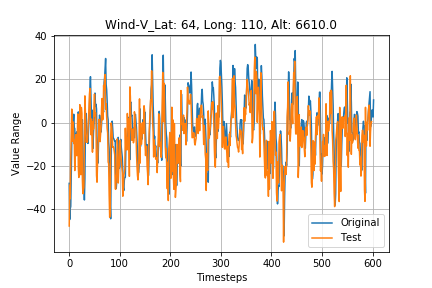 Wind-V_Lat: 64, Long: 110, Alt: 6610.0
Value Range
40
20
0
−20
−40
0 100 200 300 400 500 600
Timesteps
Original
Test